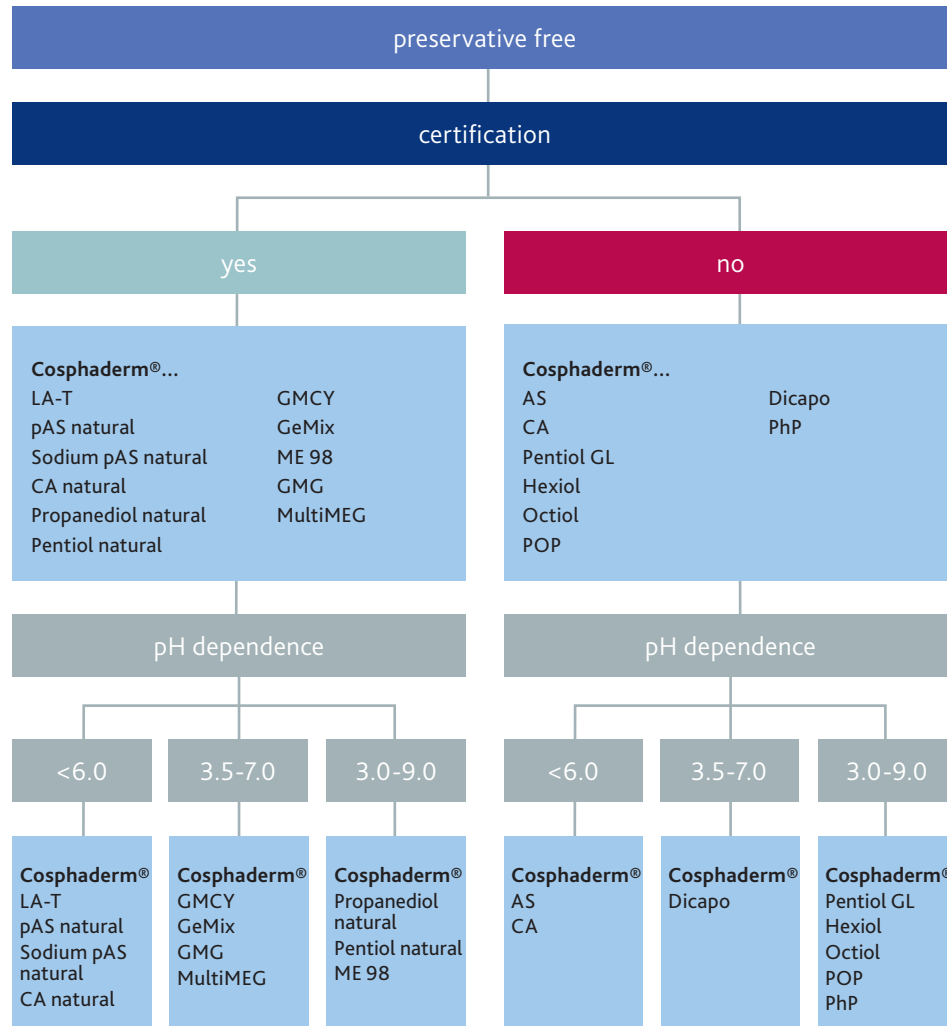 preservative free
certification
yes
no
Cosphaderm®...
LA-T
pAS natural
Sodium pAS natural
CA natural
Propanediol natural
Pentiol natural
GMCY
GeMix
ME 98
GMG
MultiMEG
Cosphaderm®...
AS
CA
Pentiol GL
Hexiol
Octiol
POP
Dicapo
PhP
pH dependence
pH dependence
<6.0
3.5-7.0
3.0-9.0
<6.0
3.5-7.0
3.0-9.0
Cosphaderm®
LA-T
pAS natural
Sodium pAS
natural
CA natural
Cosphaderm®
GMCY
GeMix
GMG
MultiMEG
Cosphaderm®
Propanediol
natural
Pentiol natural
ME 98
Cosphaderm®
AS
CA
Cosphaderm®
Dicapo
Cosphaderm®
Pentiol GL
Hexiol
Octiol
POP
PhP